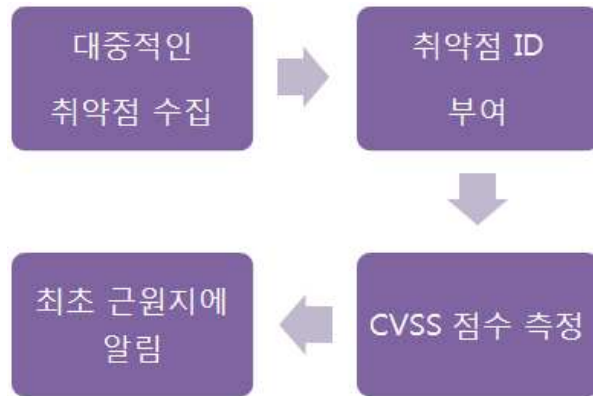 대중적인
취약점 수집
취약점 ID
부여
CVSS 점수 측정
최초 근원지에
알림